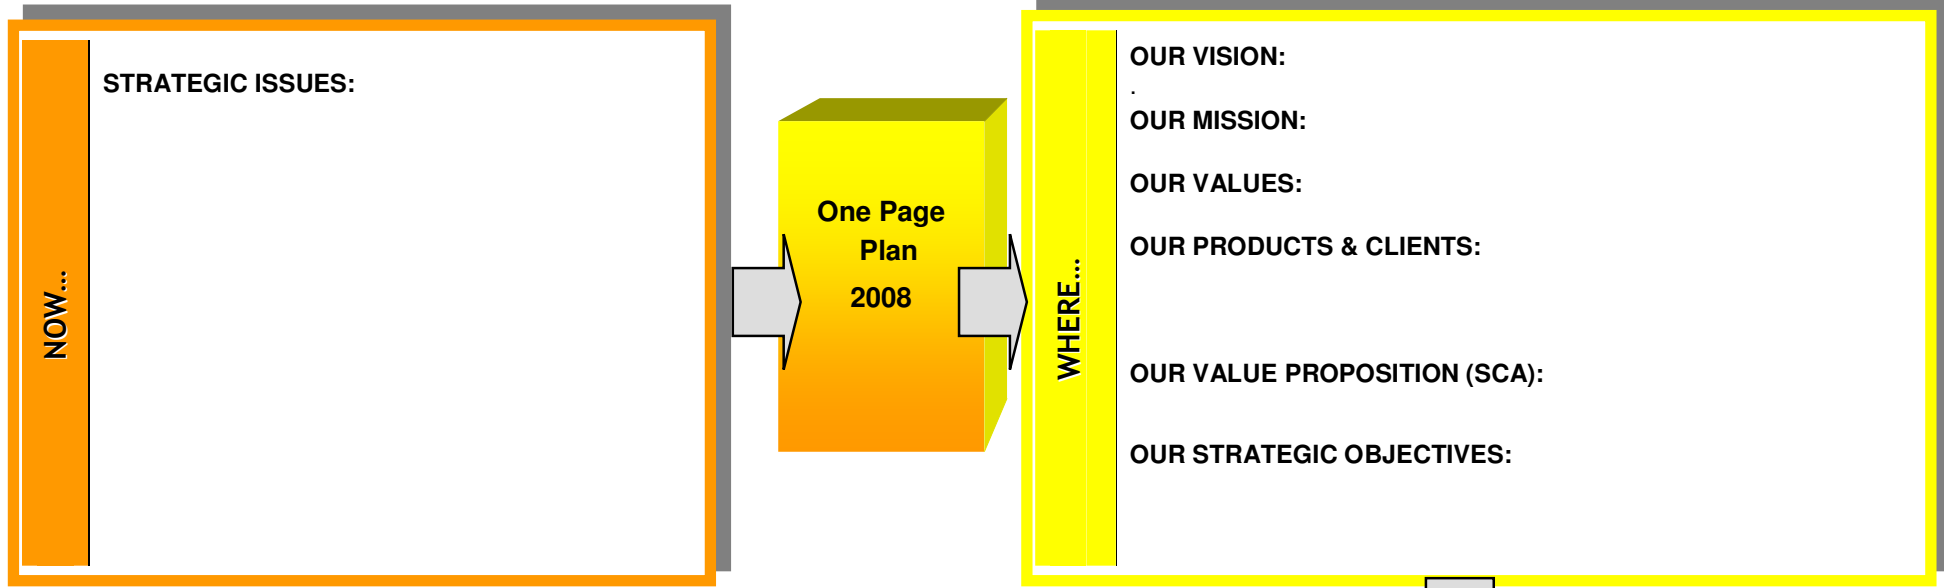 NOW...
STRATEGIC ISSUES:
One Page
Plan
2008
WHERE...
OUR VISION:
.
OUR MISSION:
OUR VALUES:
OUR PRODUCTS & CLIENTS:
OUR VALUE PROPOSITION (SCA):
OUR STRATEGIC OBJECTIVES: